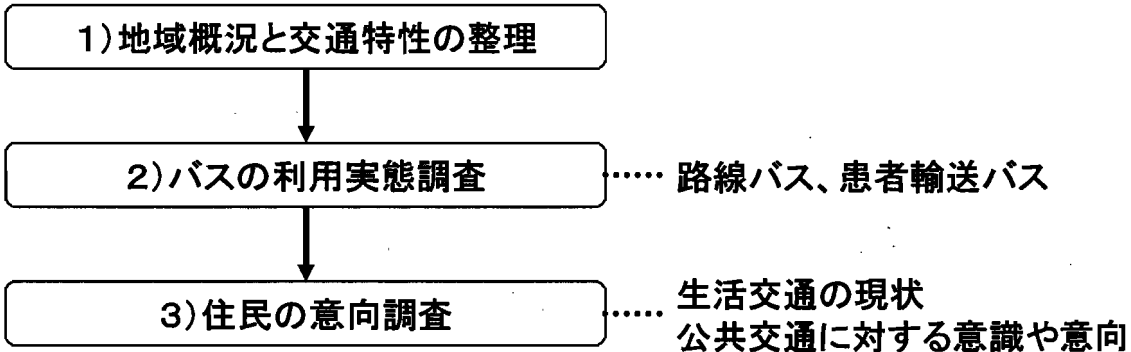 1)地域概況と交通特性の整理
2)バスの利用実態調査
路線バス、患者輸送バス
3)住民の意向調査
生活交通の現状
公共交通に対する意識や意向